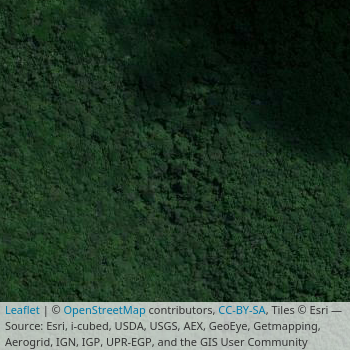 Leaflet | © OpenStreetMap contributors, CC-BY-SA, Tiles © Esri —
Source: Esri, i-cubed, USDA, USGS, AEX, GeoEye, Getmapping,
Aerogrid, IGN, IGP, UPR-EGP, and the GIS User Community